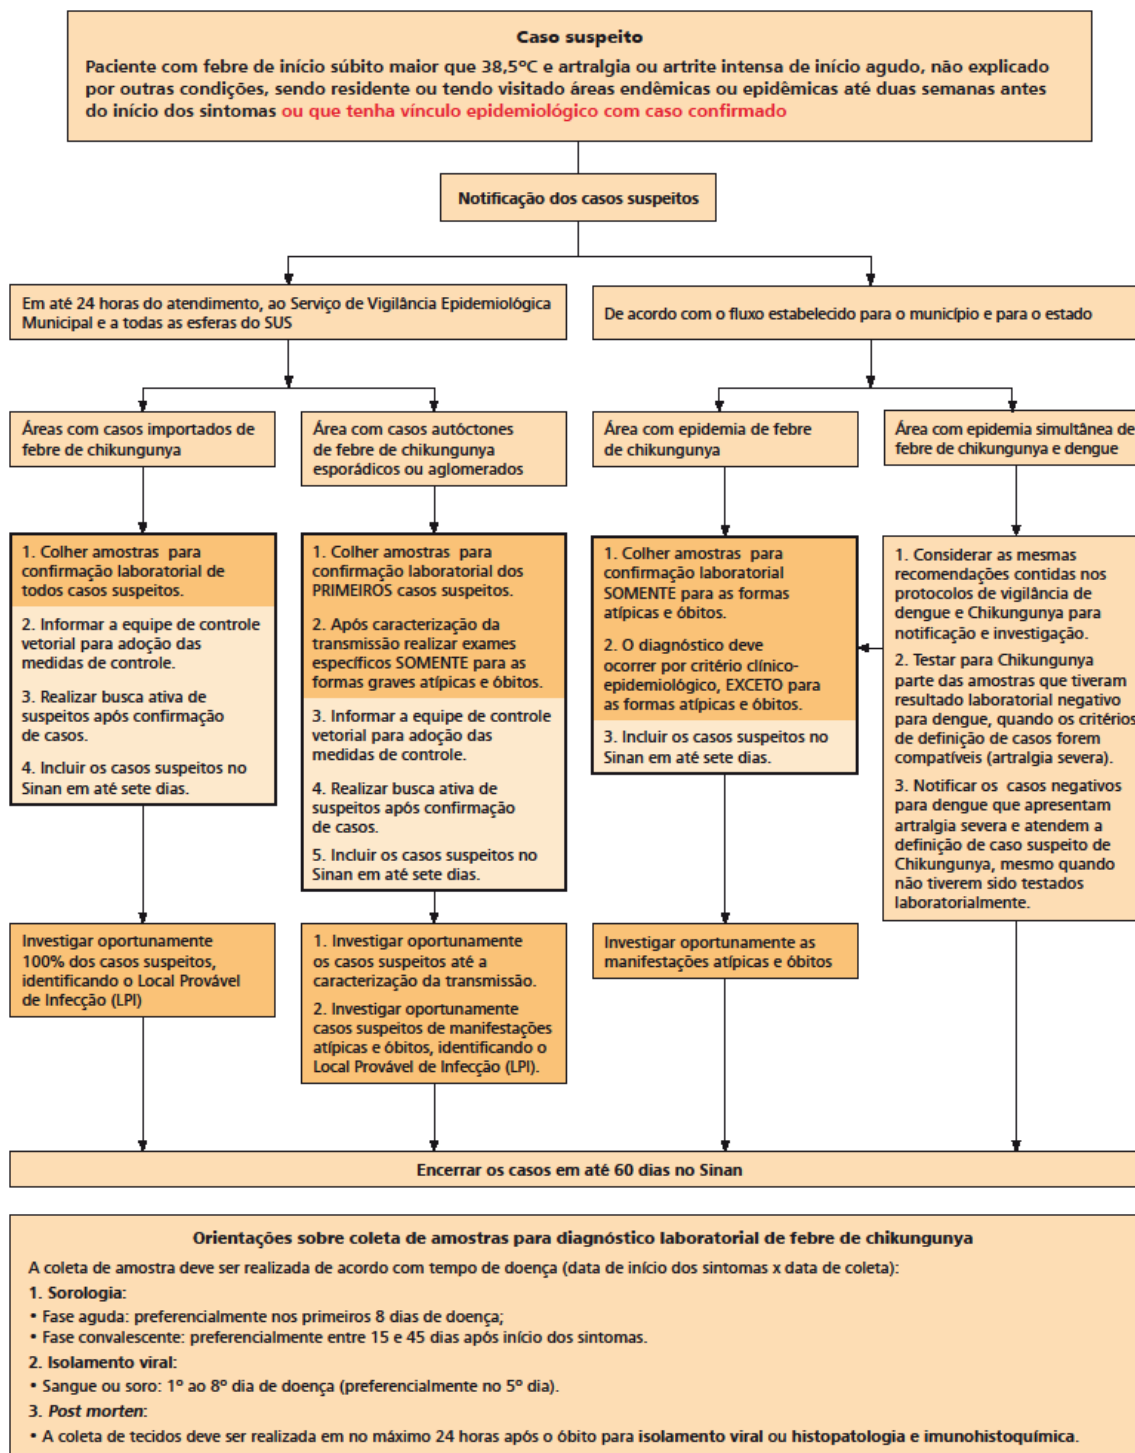 Caso suspeito
Paciente com febre de início súbito maior que 38,5ºC e artralgia ou artrite intensa de início agudo, não explicado
por outras condições, sendo residente ou tendo visitado áreas endêmicas ou epidêmicas até duas semanas antes
do início dos sintomas ou que tenha vínculo epidemiológico com caso confirmado
Notificação dos casos suspeitos
Em até 24 horas do atendimento, ao Serviço de Vigilância Epidemiológica
Municipal e a todas as esferas do SUS
De acordo com o fluxo estabelecido para o município e para o estado
Áreas com casos importados de
febre de chikungunya
Área com casos autóctones
de febre de chikungunya
esporádicos ou aglomerados
Área com epidemia de febre
de chikungunya
Área com epidemia simultânea de
febre de chikungunya e dengue
1. Colher amostras para
confirmação laboratorial de
todos casos suspeitos.
2. Informar a equipe de controle
vetorial para adoção das
medidas de controle.
3. Realizar busca ativa de
suspeitos após confirmação
de casos.
4. Incluir os casos suspeitos no
Sinan em até sete dias.
1. Colher amostras para
confirmação laboratorial dos
PRIMEIROS casos suspeitos.
2. Após caracterização da
transmissão realizar exames
específicos SOMENTE para as
formas graves atípicas e óbitos.
3. Informar a equipe de controle
vetorial para adoção das
medidas de controle.
4. Realizar busca ativa de
suspeitos após confirmação
de casos.
5. Incluir os casos suspeitos no
Sinan em até sete dias.
1. Colher amostras para
confirmação laboratorial
SOMENTE para as formas
atípicas e óbitos.
2. O diagnóstico deve
ocorrer por critério clínico-
epidemiológico, EXCETO para
as formas atípicas e óbitos.
3. Incluir os casos suspeitos no
Sinan em até sete dias.
1. Considerar as mesmas
recomendações contidas nos
protocolos de vigilância de
dengue e Chikungunya para
notificação e investigação.
2. Testar para Chikungunya
parte das amostras que tiveram
resultado laboratorial negativo
para dengue, quando os critérios
de definição de casos forem
compatíveis (artralgia severa).
3. Notificar os casos negativos
para dengue que apresentam
artralgia severa e atendem a
definição de caso suspeito de
Chikungunya, mesmo quando
não tiverem sido testados
laboratorialmente.
Investigar oportunamente
100% dos casos suspeitos,
identificando o Local Provável
de Infecção (LPI)
1. Investigar oportunamente
os casos suspeitos até a
caracterização da transmissão.
2. Investigar oportunamente
casos suspeitos de manifestações
atípicas e óbitos, identificando o
Local Provável de Infecção (LPI).
Investigar oportunamente as
manifestações atípicas e óbitos
Encerrar os casos em até 60 dias no Sinan
Orientações sobre coleta de amostras para diagnóstico laboratorial de febre de chikungunya
A coleta de amostra deve ser realizada de acordo com tempo de doença (data de início dos sintomas x data de coleta):
1. Sorologia:
• Fase aguda: preferencialmente nos primeiros 8 dias de doença;
• Fase convalescente: preferencialmente entre 15 e 45 dias após início dos sintomas.
2. Isolamento viral:
• Sangue ou soro: 1º ao 8º dia de doença (preferencialmente no 5º dia).
3. Post morten:
• A coleta de tecidos deve ser realizada em no máximo 24 horas após o óbito para isolamento viral ou histopatologia e imunohistoquímica.